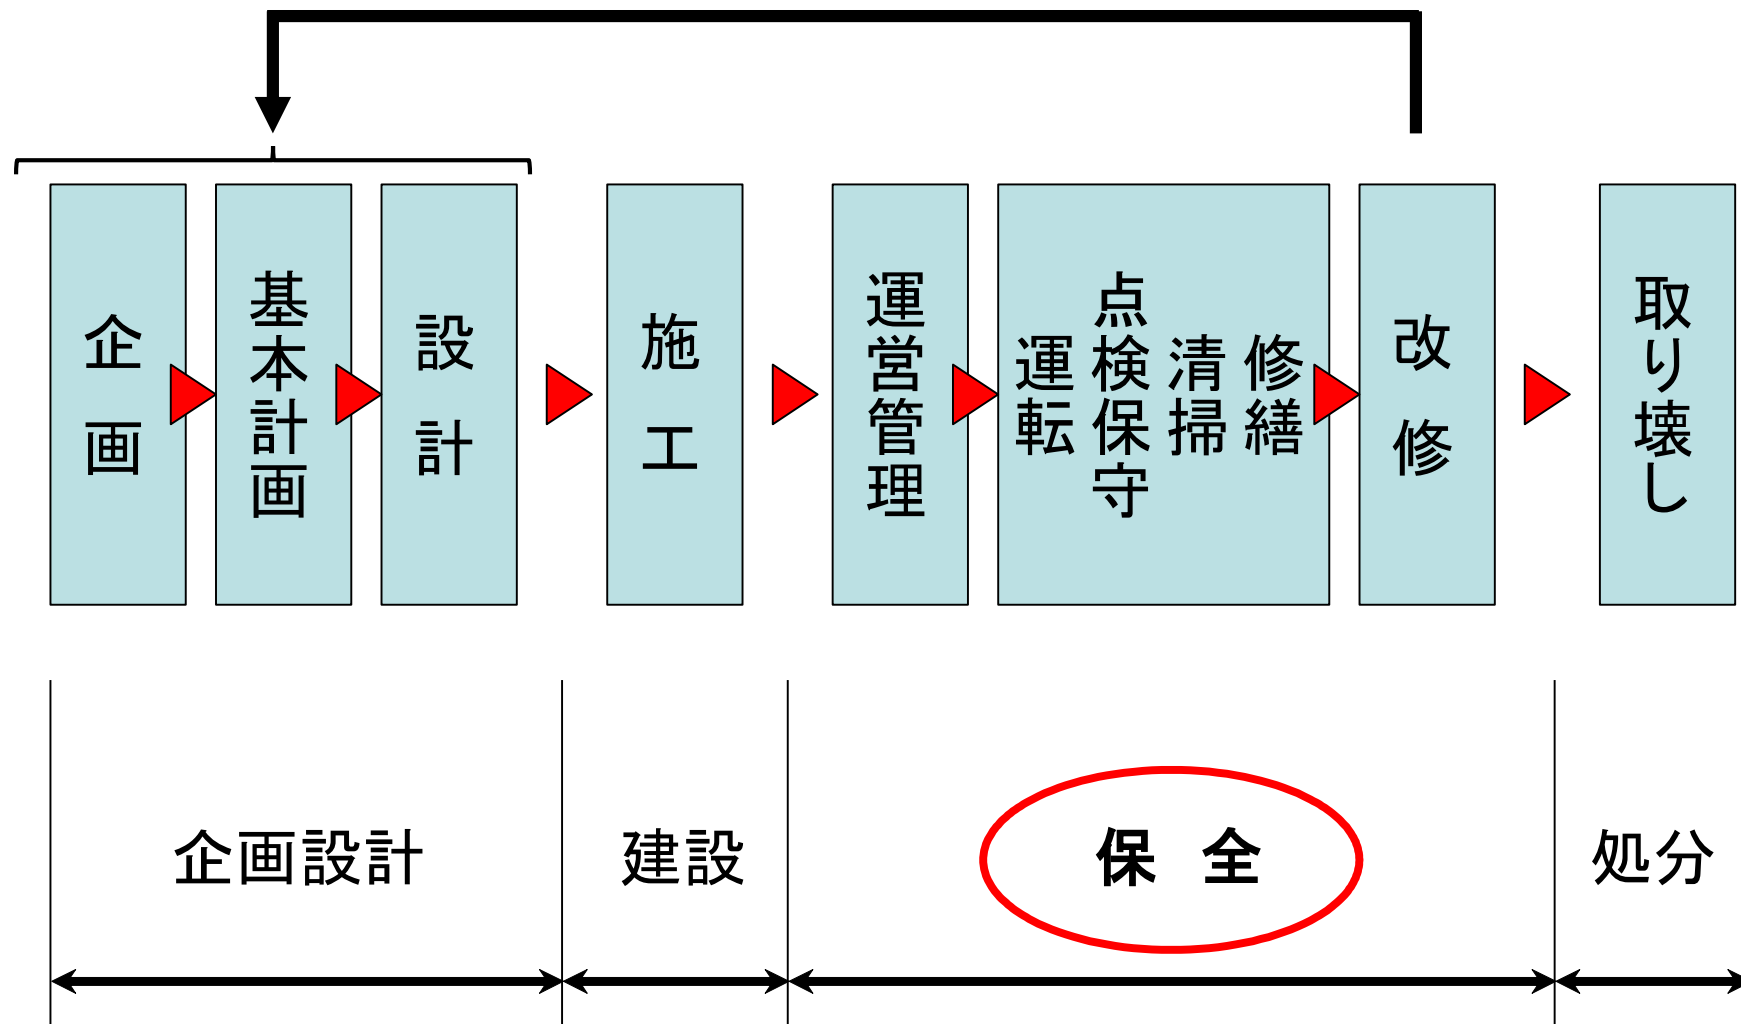 企画
基本計画
設計
施工
運営管理
運転
点検保守
清掃
修繕
改修
取り壊し
企画設計
建設
保全
処分